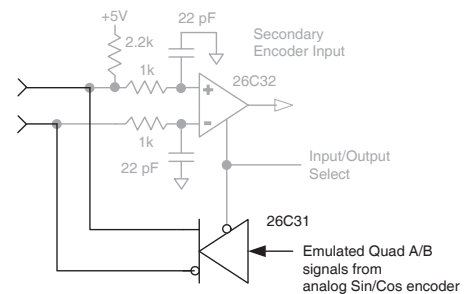 +5V
22 pF
2.2k
Secondary
Encoder Input
1k
26C32
+
-
1k
22 pF
Input/Output
Select
26C31
Emulated Quad A/B
signals from
analog Sin/Cos encoder